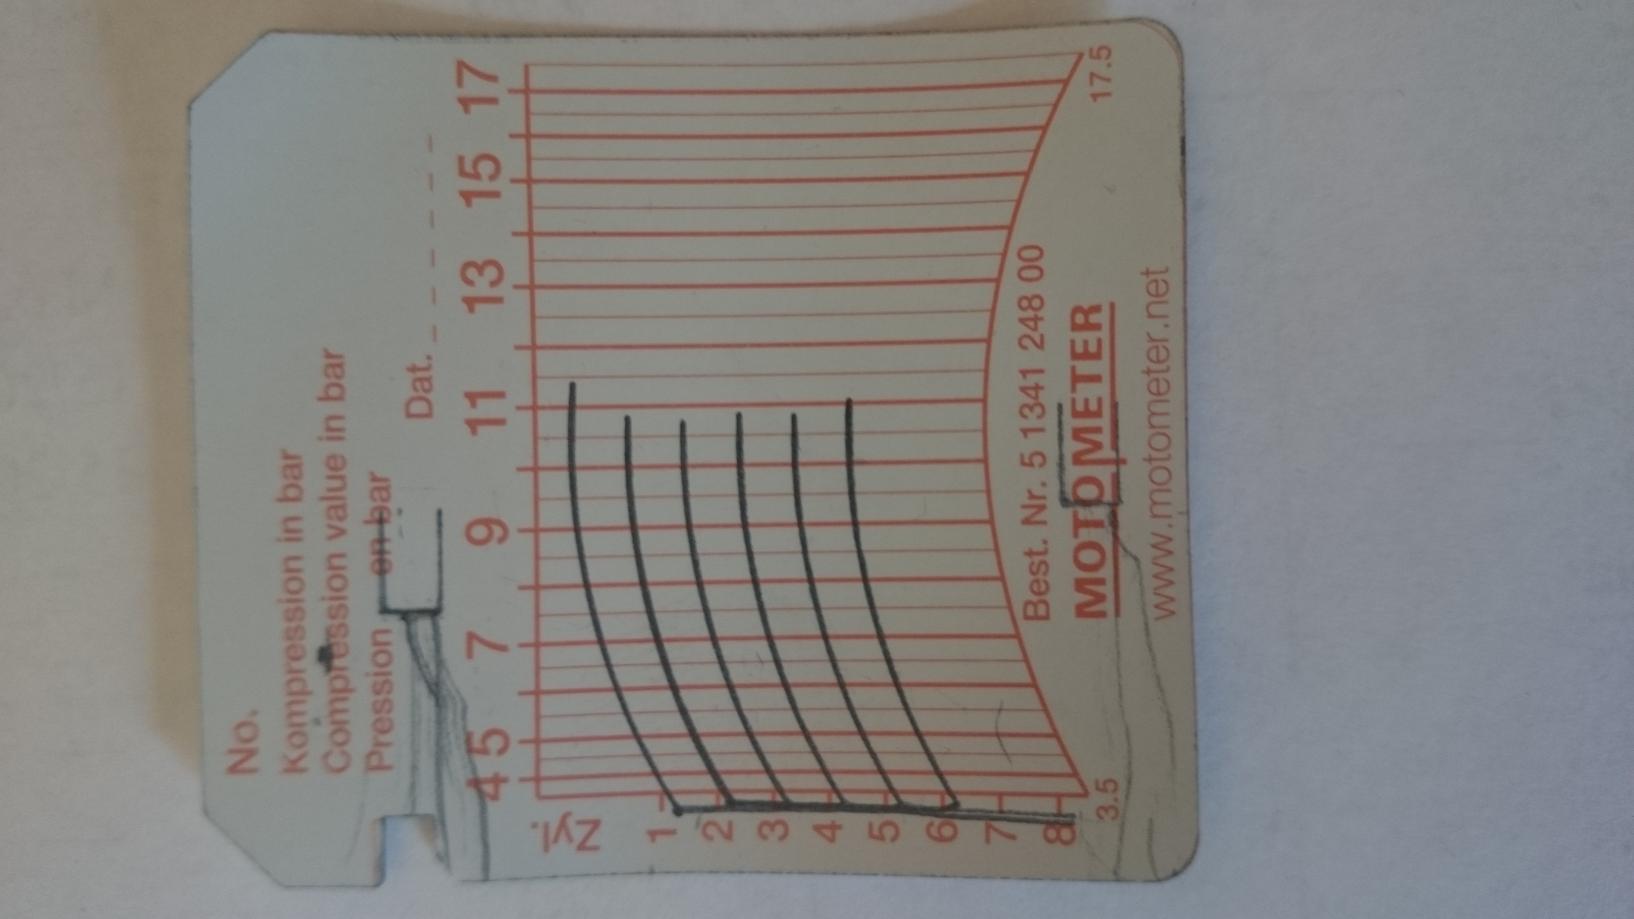 No.
Kompression in bar
Compression value in bar
Pression en bar
Dat.
4 5 7 9 11 13 15 17
Zyl.
1
2
3
4
5
6
7
8
3.5
17.5
Best. Nr. 5 1341 248 00
MOTOMETER
www.motometer.net